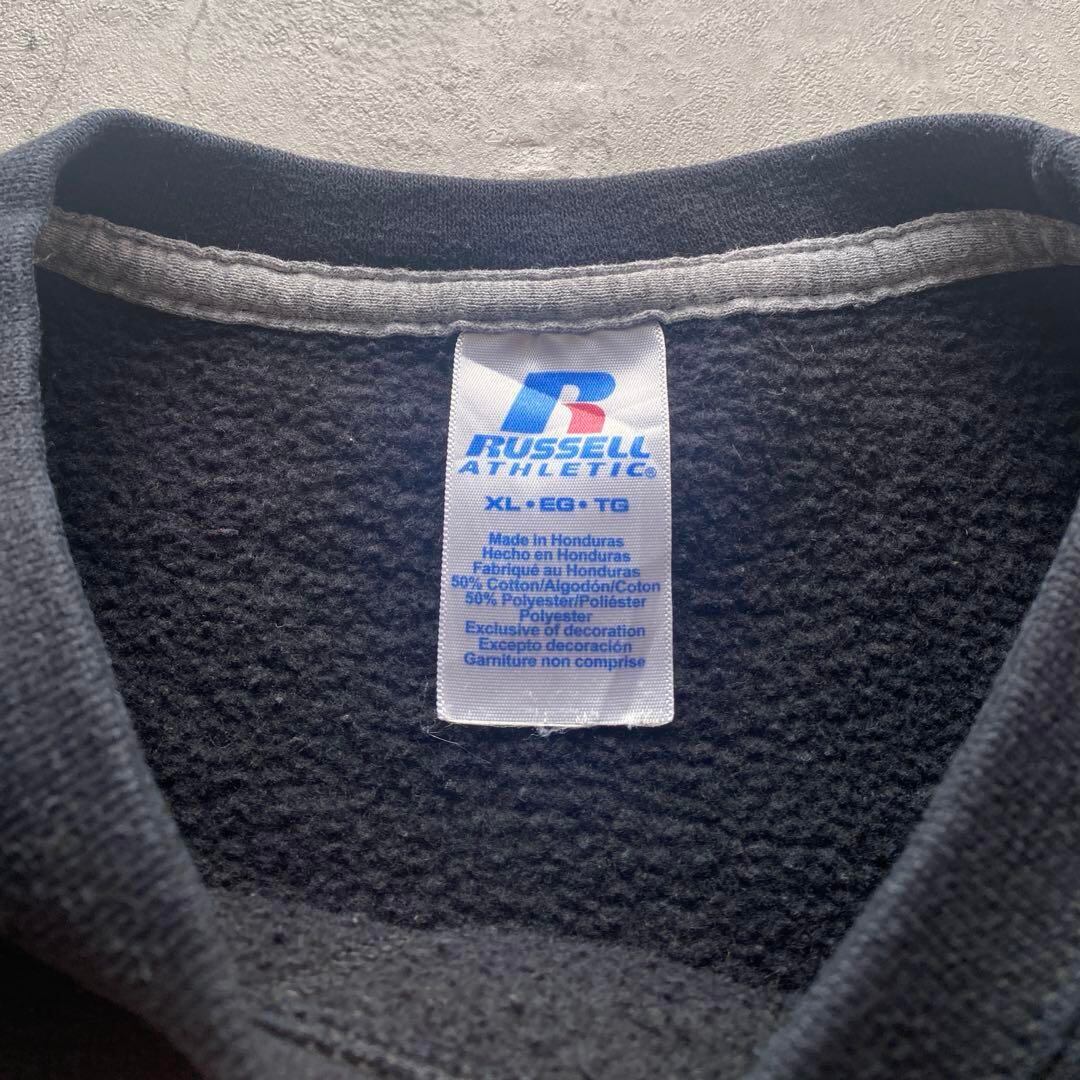 R
RUSSELL
ATHLETIC®
XL • EG • TG
Made in Honduras
Hecho en Honduras
Fabriqué au Honduras
50% Cotton/Algodón/Coton
50% Polyester/Poliéster
Polyester
Exclusive of decoration
Excepto decoración
Garniture non comprise